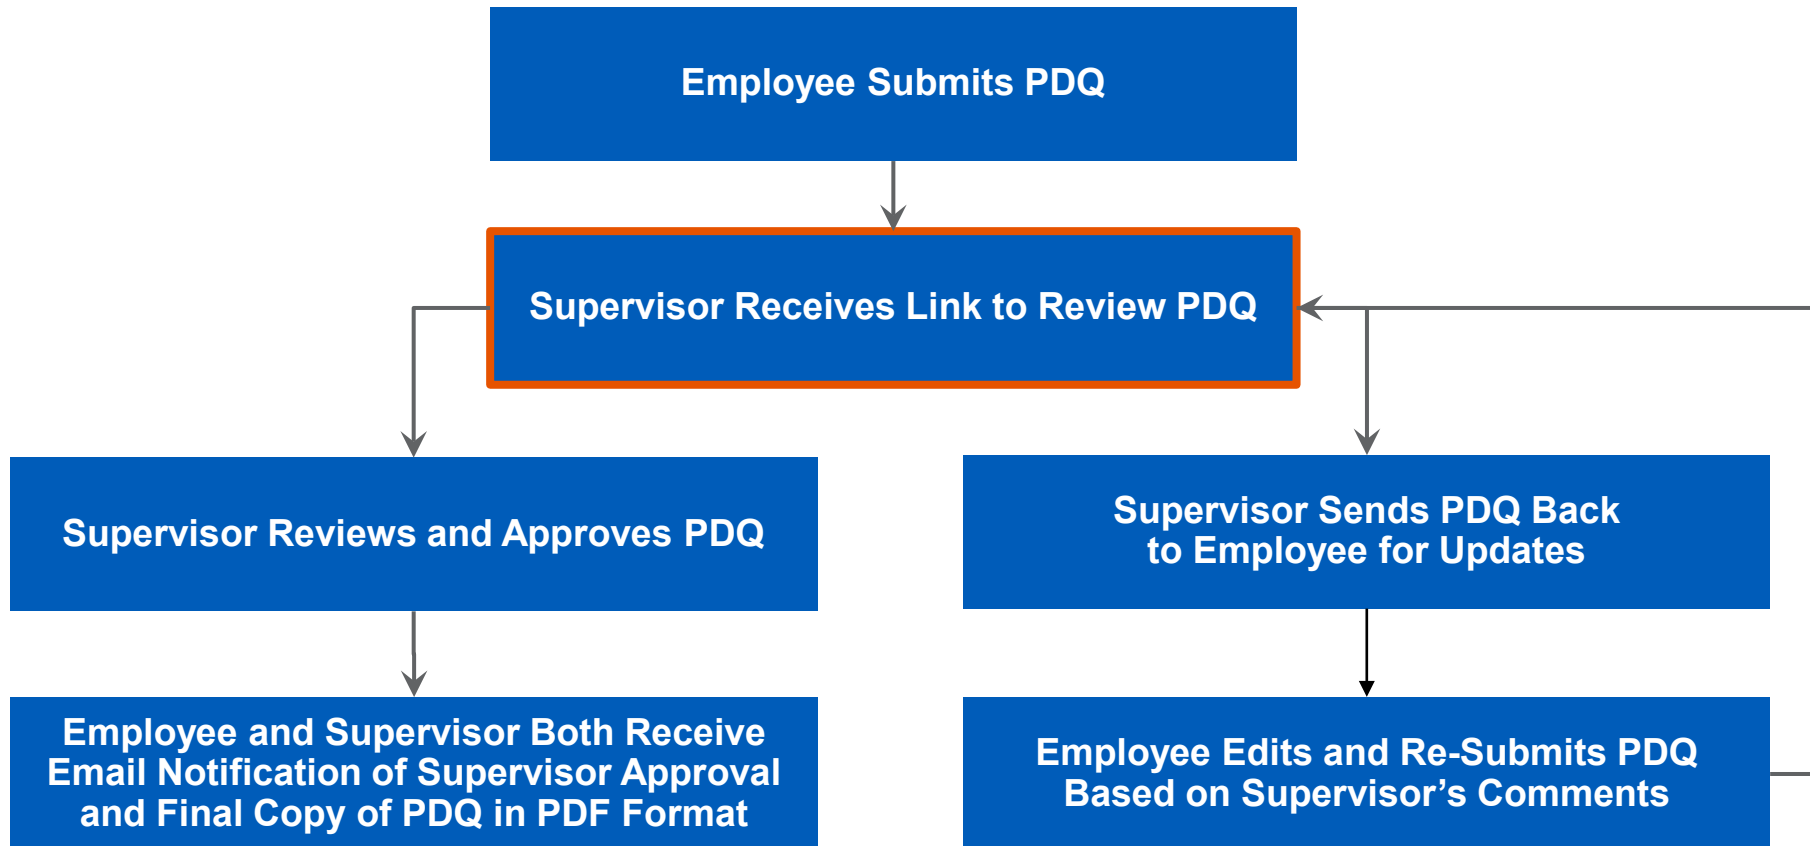 Employee Submits PDQ
Supervisor Receives Link to Review PDQ
Supervisor Reviews and Approves PDQ
Supervisor Sends PDQ Back
to Employee for Updates
Employee and Supervisor Both Receive
Email Notification of Supervisor Approval
and Final Copy of PDQ in PDF Format
Employee Edits and Re-Submits PDQ
Based on Supervisor’s Comments